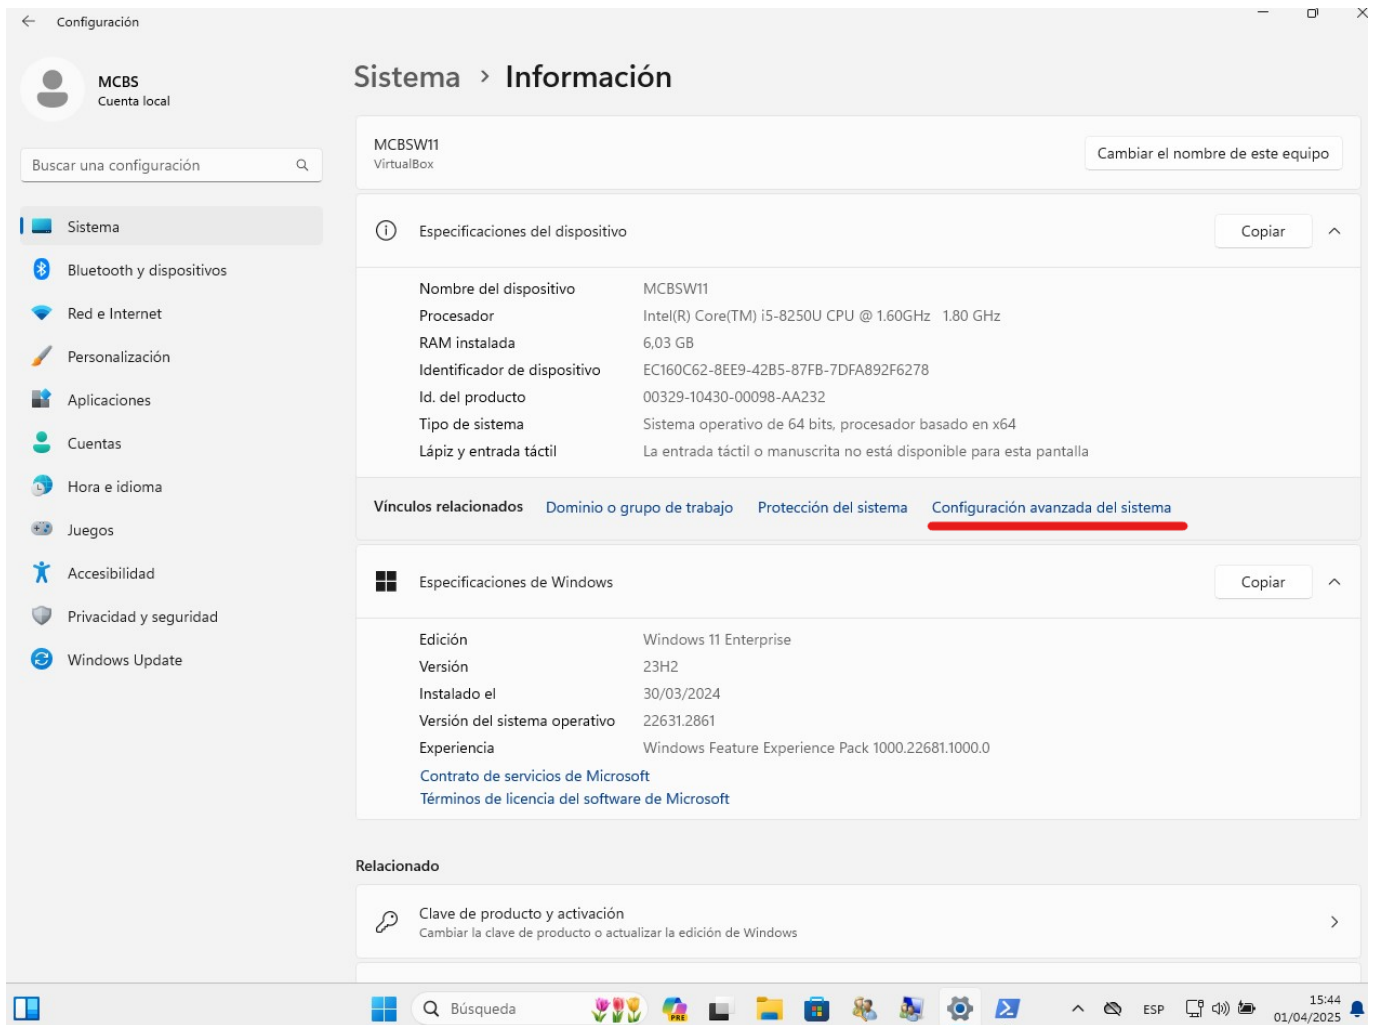 Configuración
MCBS
Cuenta local
Buscar una configuración
Sistema
Bluetooth y dispositivos
Red e Internet
Personalización
Aplicaciones
Cuentas
Hora e idioma
Juegos
Accesibilidad
Privacidad y seguridad
Windows Update
Sistema > Información
MCBSW11
VirtualBox
Cambiar el nombre de este equipo
Especificaciones del dispositivo
Copiar
Nombre del dispositivo MCBSW11
Procesador Intel(R) Core(TM) i5-8250U CPU @ 1.60GHz 1.80 GHz
RAM instalada 6,03 GB
Identificador de dispositivo EC160C62-8EE9-42B5-87FB-7DFA892F6278
Id. del producto 00329-10430-00098-AA232
Tipo de sistema Sistema operativo de 64 bits, procesador basado en x64
Lápiz y entrada táctil La entrada táctil o manuscrita no está disponible para esta pantalla
Vínculos relacionados Dominio o grupo de trabajo Protección del sistema Configuración avanzada del sistema
Especificaciones de Windows
Copiar
Edición Windows 11 Enterprise
Versión 23H2
Instalado el 30/03/2024
Versión del sistema operativo 22631.2861
Experiencia Windows Feature Experience Pack 1000.22681.1000.0
Contrato de servicios de Microsoft
Términos de licencia del software de Microsoft
Relacionado
Clave de producto y activación
Cambiar la clave de producto o actualizar la edición de Windows
Búsqueda
PRE
ESP
15:44
01/04/2025